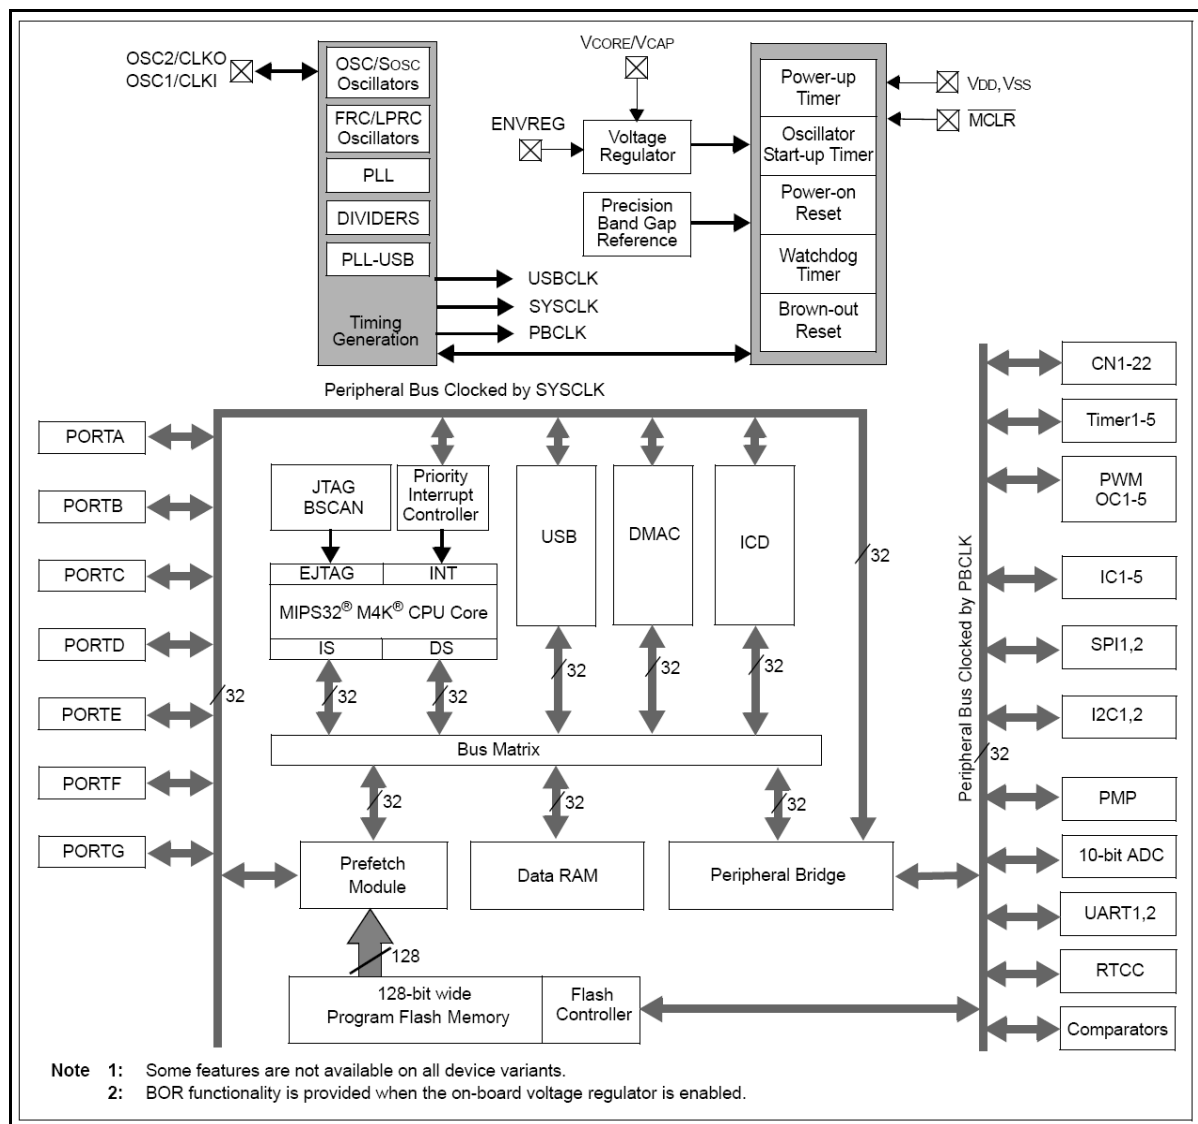 OSC2/CLKO
OSC1/CLKI
OSC/SOSC
Oscillators
FRC/LPRC
Oscillators
PLL
DIVIDERS
PLL-USB
Timing
Generation
USBCLK
SYSCLK
PBCLK
VCORE/VCAP
ENVREG
Voltage
Regulator
Precision
Band Gap
Reference
Power-up
Timer
Oscillator
Start-up Timer
Power-on
Reset
Watchdog
Timer
Brown-out
Reset
VDD, VSS
MCLR
Peripheral Bus Clocked by SYSCLK
PORTA
PORTB
PORTC
PORTD
PORTE
PORTF
PORTG
32
JTAG
BSCAN
Priority
Interrupt
Controller
EJTAG
INT
MIPS32® M4K® CPU Core
IS
DS
USB
DMAC
ICD
32
32
32
32
32
32
Bus Matrix
32
32
32
Prefetch
Module
Data RAM
Peripheral Bridge
128
128-bit wide
Program Flash Memory
Flash
Controller
Peripheral Bus Clocked by PBCLK
32
CN1-22
Timer1-5
PWM
OC1-5
IC1-5
SPI1,2
I2C1,2
PMP
10-bit ADC
UART1,2
RTCC
Comparators
Note 1: Some features are not available on all device variants.
2: BOR functionality is provided when the on-board voltage regulator is enabled.